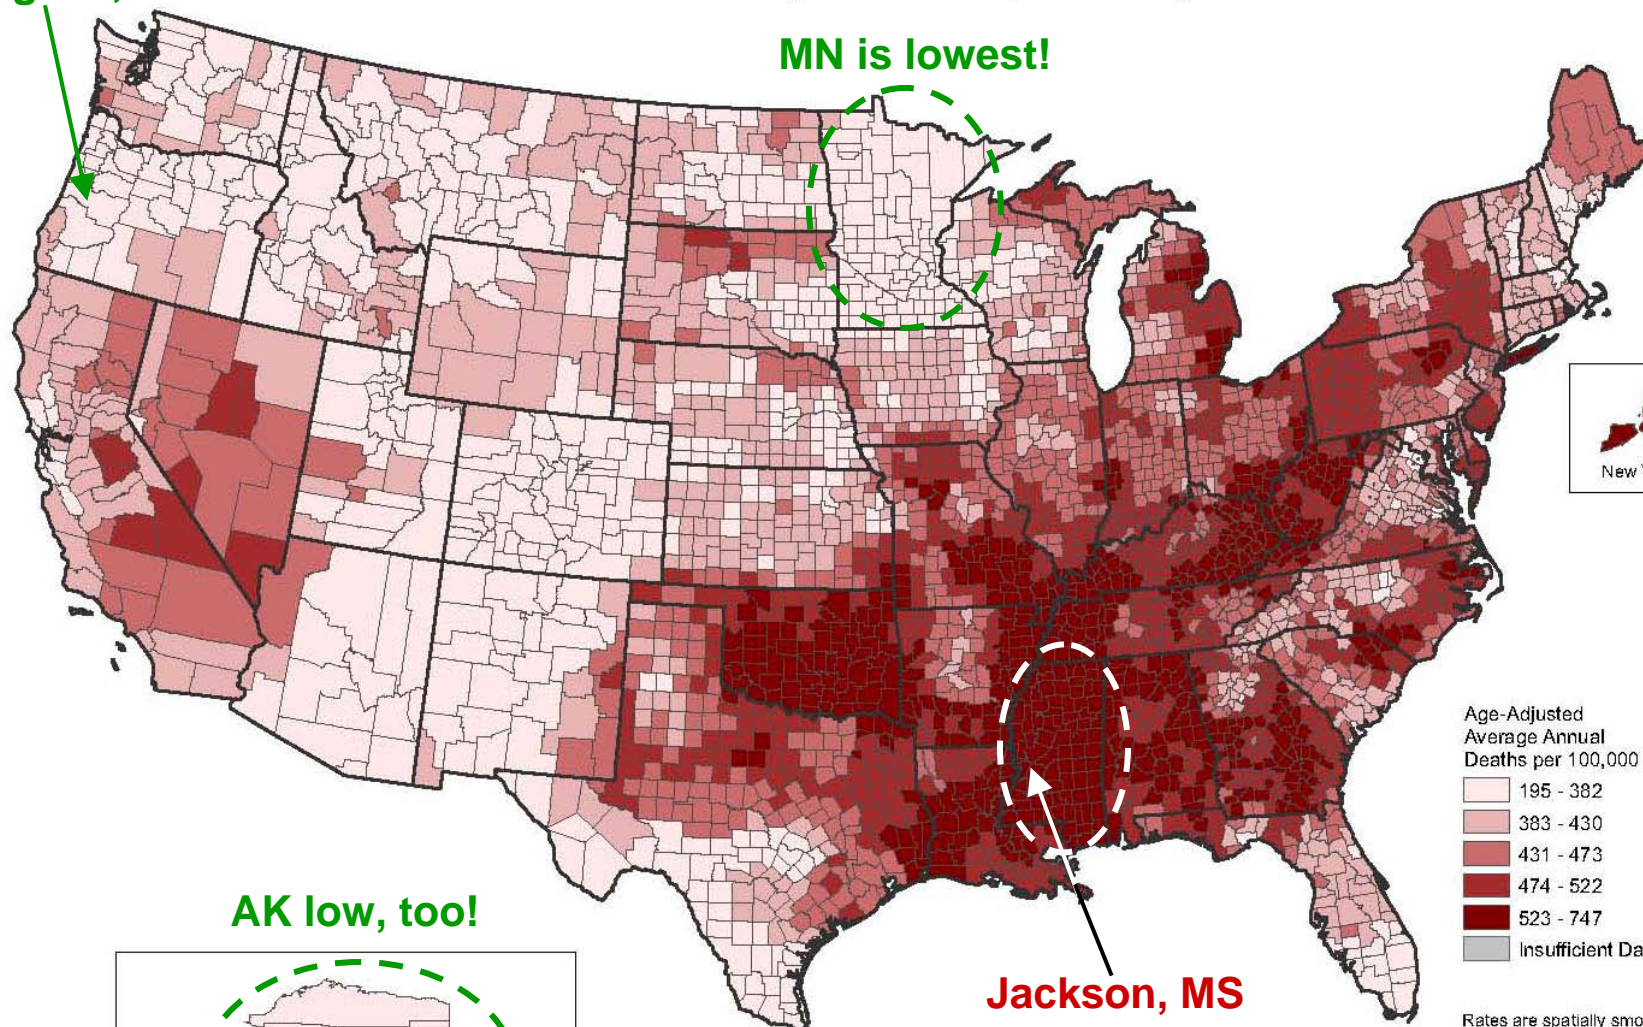 MN is lowest!
New
Age-Adjusted
Average Annual
Deaths per 100,000
195 - 382
383 - 430
431 - 473
474 - 522
523 - 747
Insufficient Da
AK low, too!
Jackson, MS
Rates are spatially smo